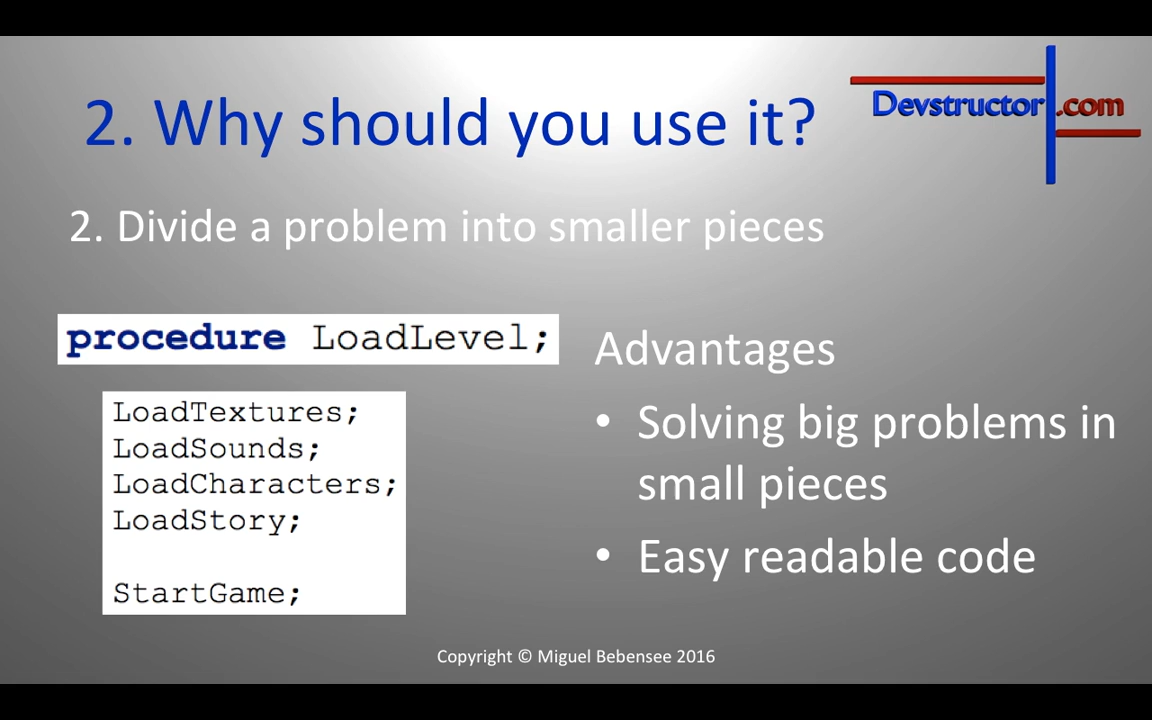 2. Why should you use it?
Devstructor.com
2. Divide a problem into smaller pieces
procedure LoadLevel;
LoadTextures;
LoadSounds;
LoadCharacters;
LoadStory;
StartGame;
Advantages
• Solving big problems in
small pieces
• Easy readable code
Copyright © Miguel Bebensee 2016